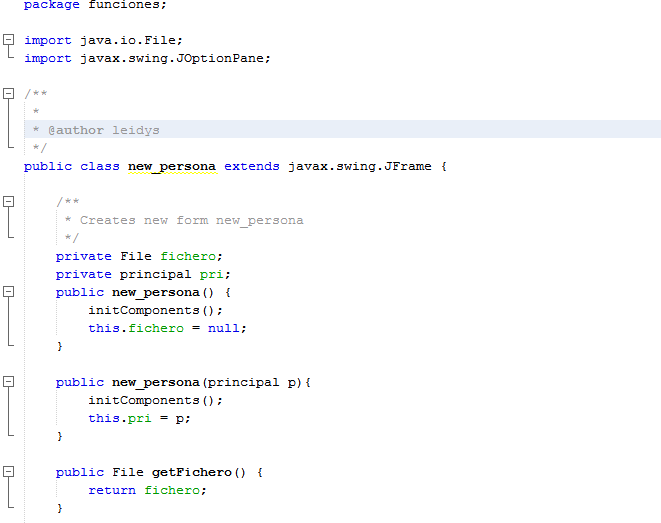 package funciones;
import java.io.File;
import javax.swing.JOptionPane;
/**
 *
 * @author leidys
 */
public class new_persona extends javax.swing.JFrame {
    /**
     * Creates new form new_persona
     */
    private File fichero;
    private principal pri;
    public new_persona() {
        initComponents();
        this.fichero = null;
    }
    public new_persona(principal p){
        initComponents();
        this.pri = p;
    }
    public File getFichero() {
        return fichero;
    }